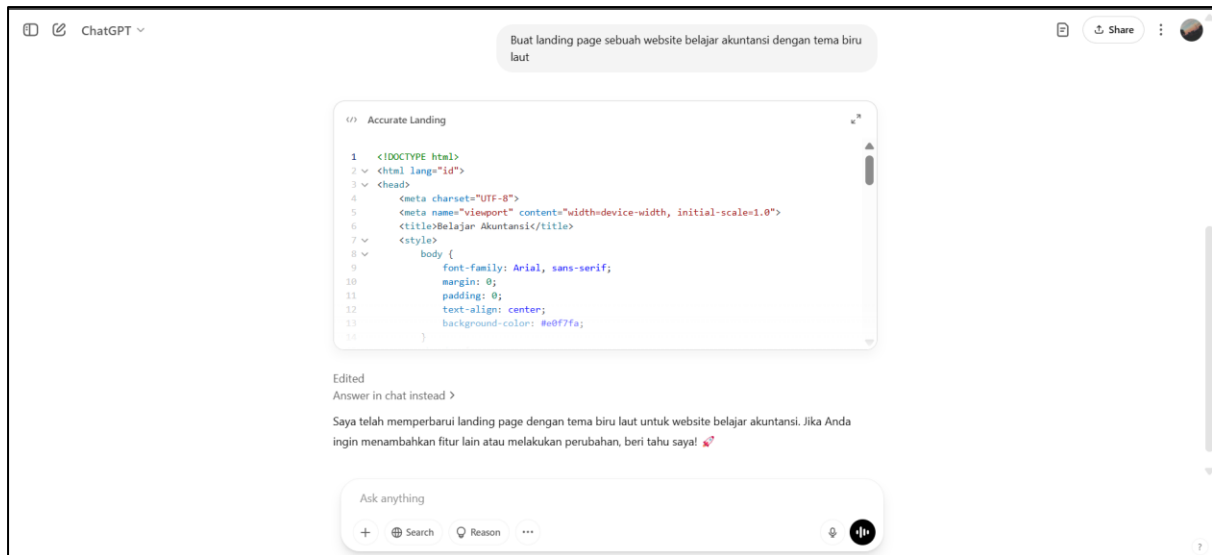 ChatGPT
Share
Buat landing page sebuah website belajar akuntansi dengan tema biru
laut
Accurate Landing
1 <!DOCTYPE html>
2 <html lang="id">
3 <head>
4 <meta charset="UTF-8">
5 <meta name="viewport" content="width=device-width, initial-scale=1.0">
6 <title>Belajar Akuntansi</title>
7 <style>
8 body {
9 font-family: Arial, sans-serif;
10 margin: 0;
11 padding: 0;
12 text-align: center;
13 background-color: #e0f7fa;
14 }
Edited
Answer in chat instead >
Saya telah memperbarui landing page dengan tema biru laut untuk website belajar akuntansi. Jika Anda
ingin menambahkan fitur lain atau melakukan perubahan, beri tahu saya! 🚀
Ask anything
Search Reason
?